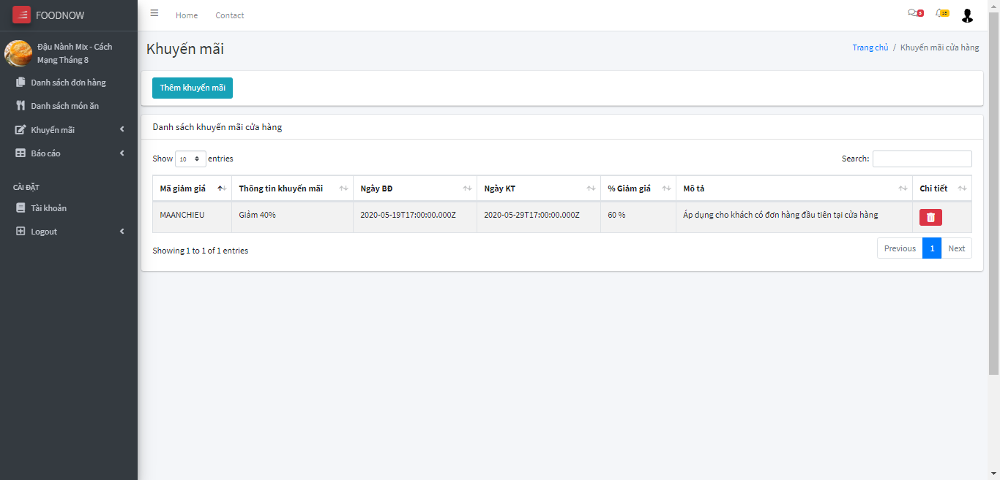 FOODNOW
Đậu Nành Mix - Cách
Mạng Tháng 8
Danh sách đơn hàng
Danh sách món ăn
Khuyến mãi
Báo cáo
CÀI ĐẶT
Tài khoản
Logout
Home Contact
15
Khuyến mãi
Trang chủ / Khuyến mãi cửa hàng
Thêm khuyến mãi
Danh sách khuyến mãi cửa hàng
Show 10 entries
Search:
Mã giảm giá Thông tin khuyến mãi Ngày BĐ Ngày KT % Giảm giá Mô tả Chi tiết
MAANCHIEU Giảm 40% 2020-05-19T17:00:00.000Z 2020-05-29T17:00:00.000Z 60 % Áp dụng cho khách có đơn hàng đầu tiên tại cửa hàng
Showing 1 to 1 of 1 entries
Previous 1 Next